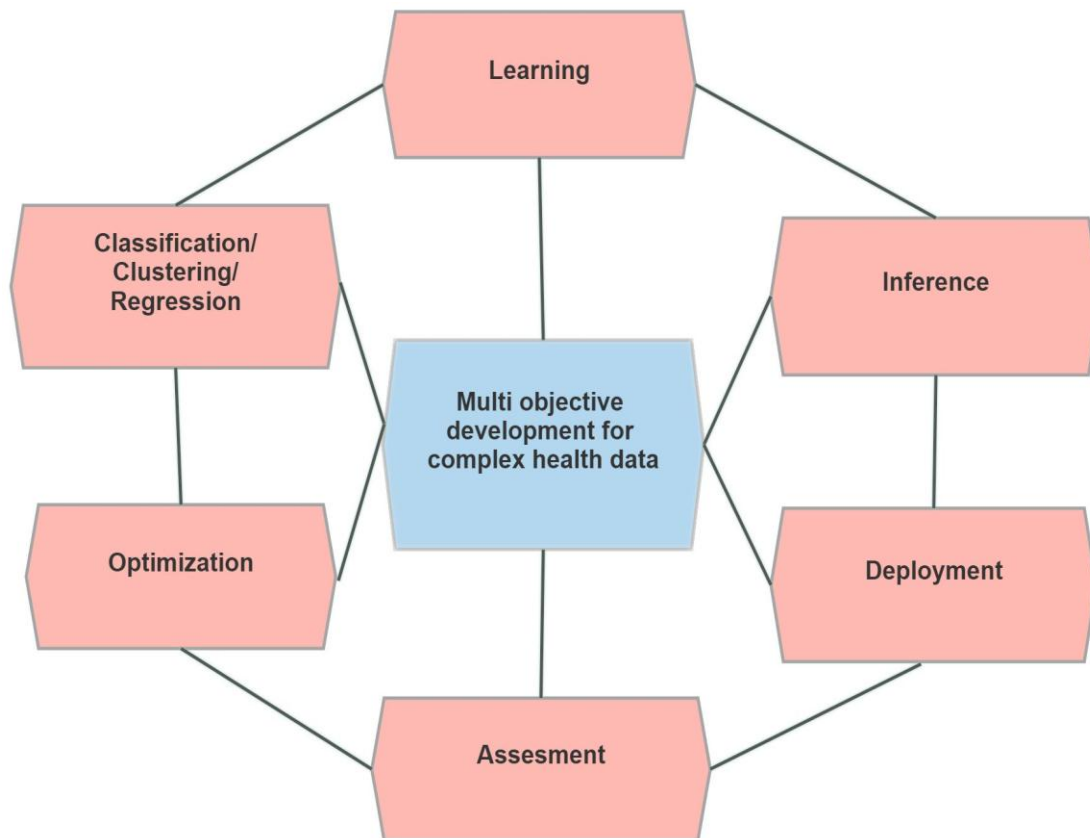 Learning
Classification/
Clustering/
Regression
Inference
Multi objective
development for
complex health data
Optimization
Deployment
Assesment